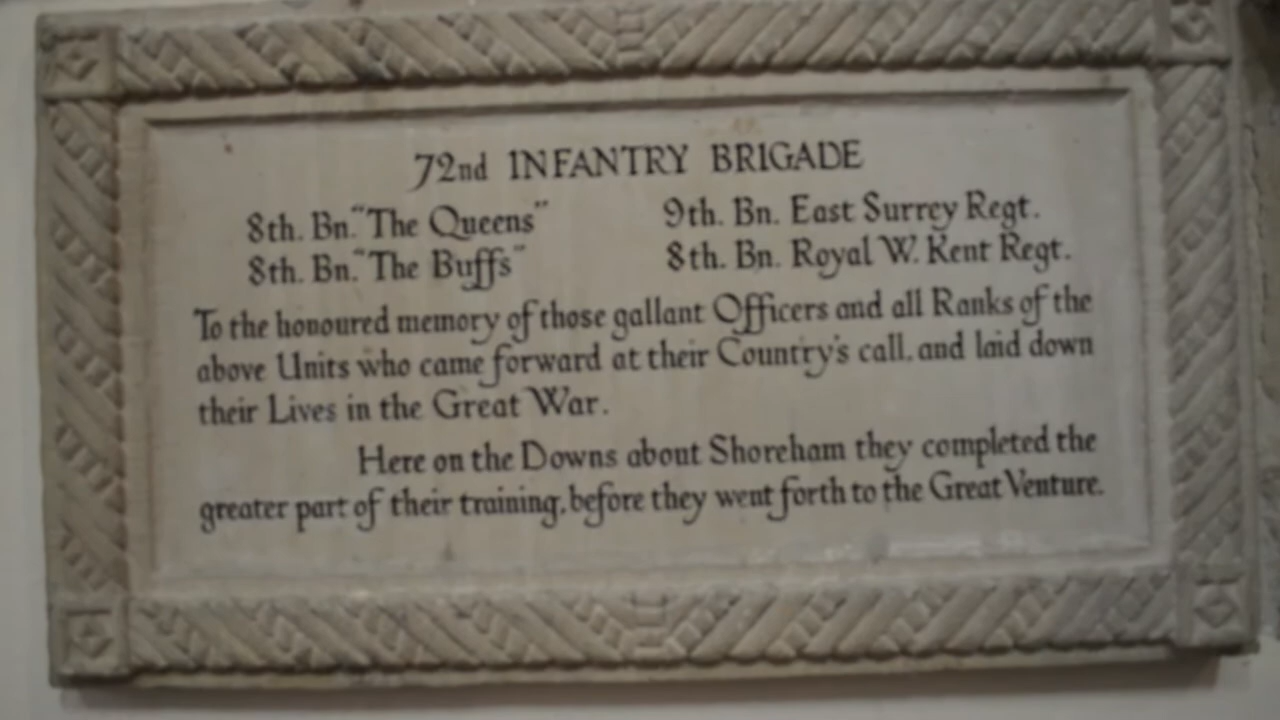 72nd INFANTRY BRIGADE
8th. Bn. "The Queens" 9th. Bn. East Surrey Regt.
8th. Bn. "The Buffs" 8th. Bn. Royal W. Kent Regt.
To the honoured memory of those gallant Officers and all Ranks of the
above Units who came forward at their Country's call, and laid down
their Lives in the Great War.
Here on the Downs about Shoreham they completed the
greater part of their training, before they went forth to the Great Venture.